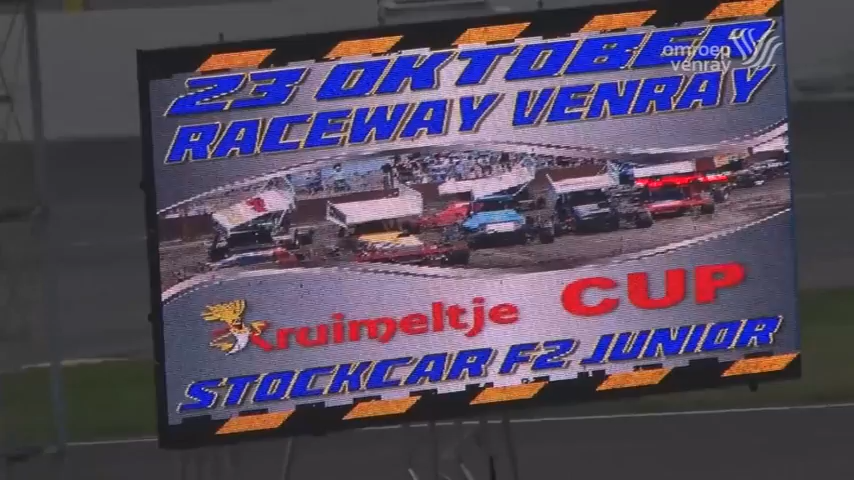 23 OKTOBER
omroep
venray
RACEWAY VENRAY
Kruimeltje CUP
STOCKCAR F2 JUNIOR